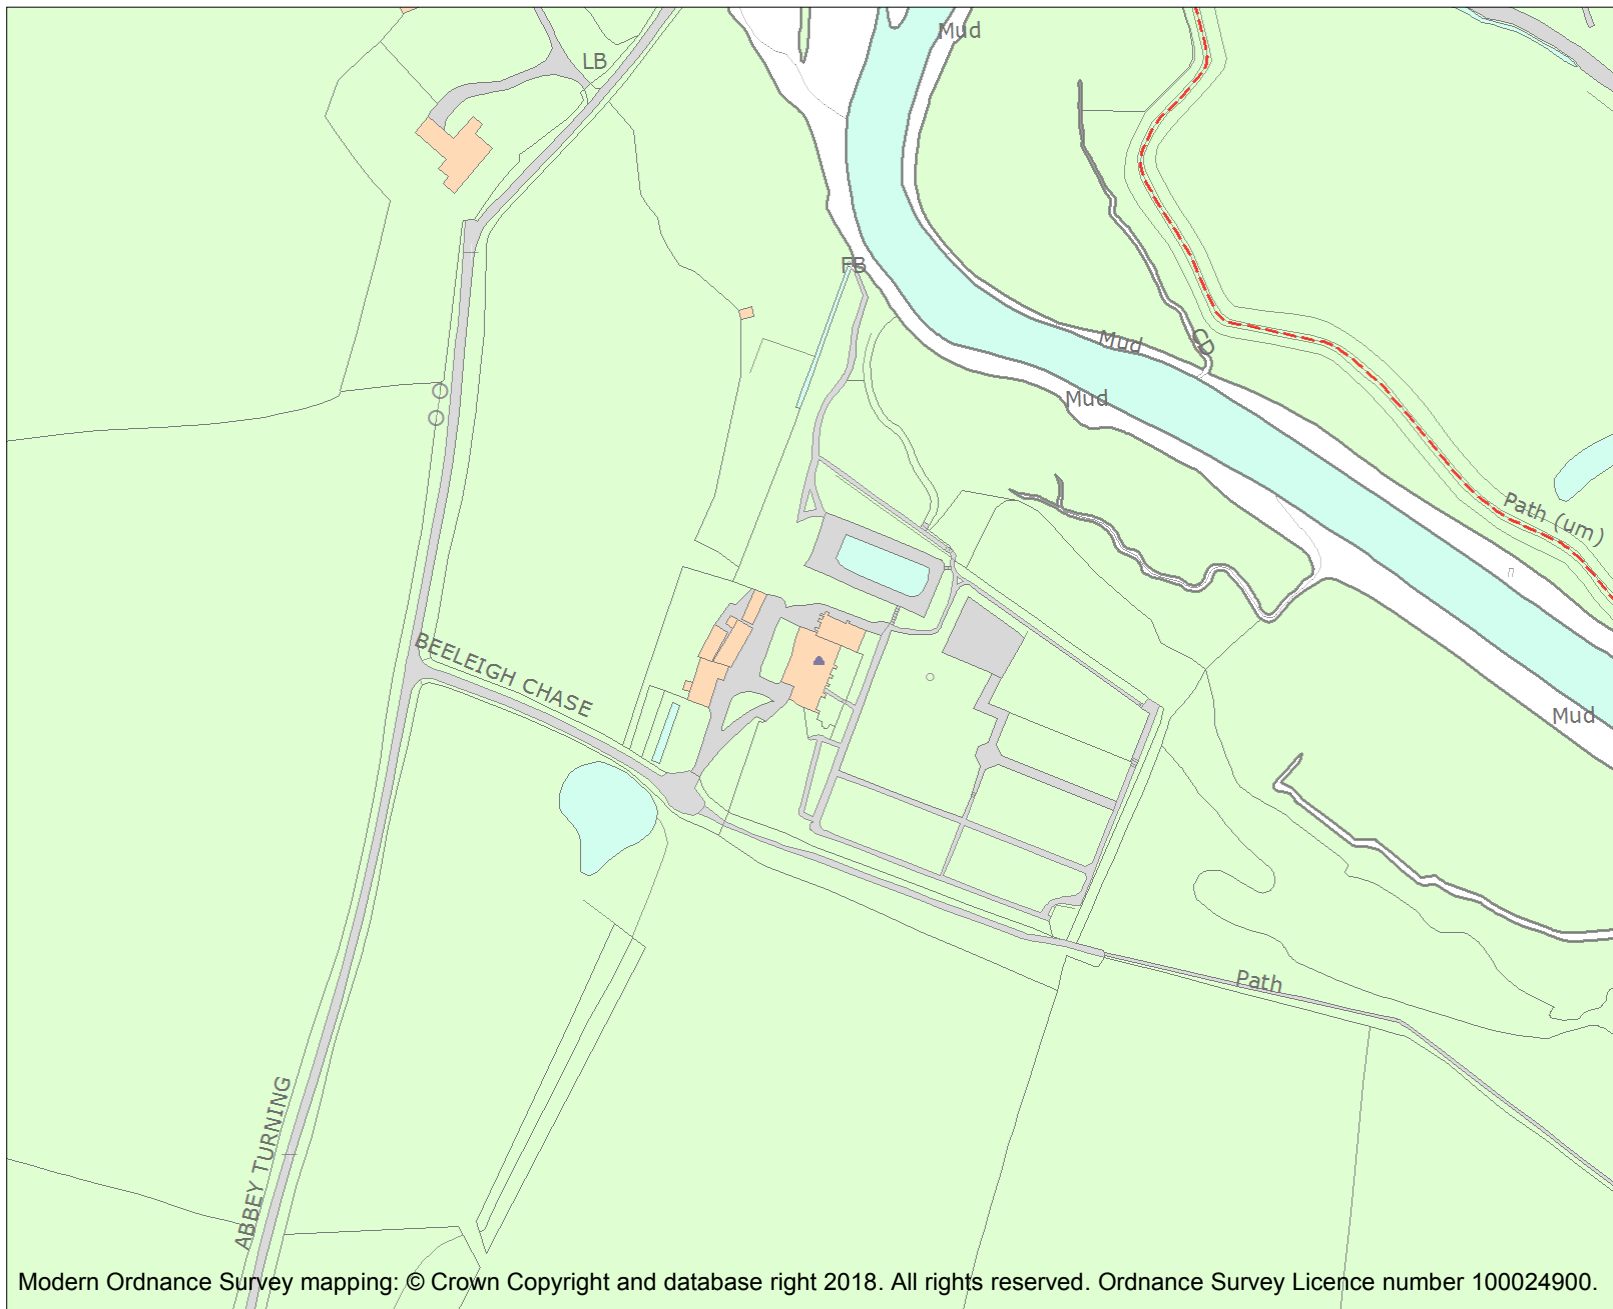 Mud
LB
FB
CD
Mud
Mud
Path (um)
BEELEIGH CHASE
Mud
Path
ABBEY TURNING
Modern Ordnance Survey mapping: © Crown Copyright and database right 2018. All rights reserved. Ordnance Survey Licence number 100024900.